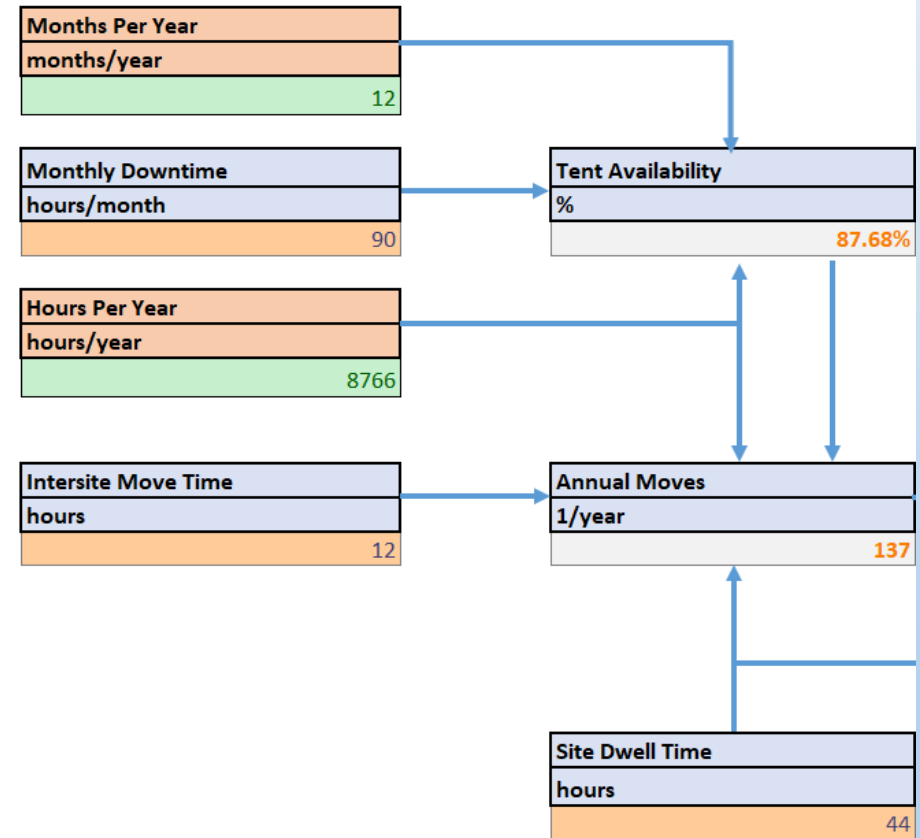 Months Per Year
months/year
12
Monthly Downtime
hours/month
90
Tent Availability
%
87.68%
Hours Per Year
hours/year
8766
Intersite Move Time
hours
12
Annual Moves
1/year
137
Site Dwell Time
hours
44